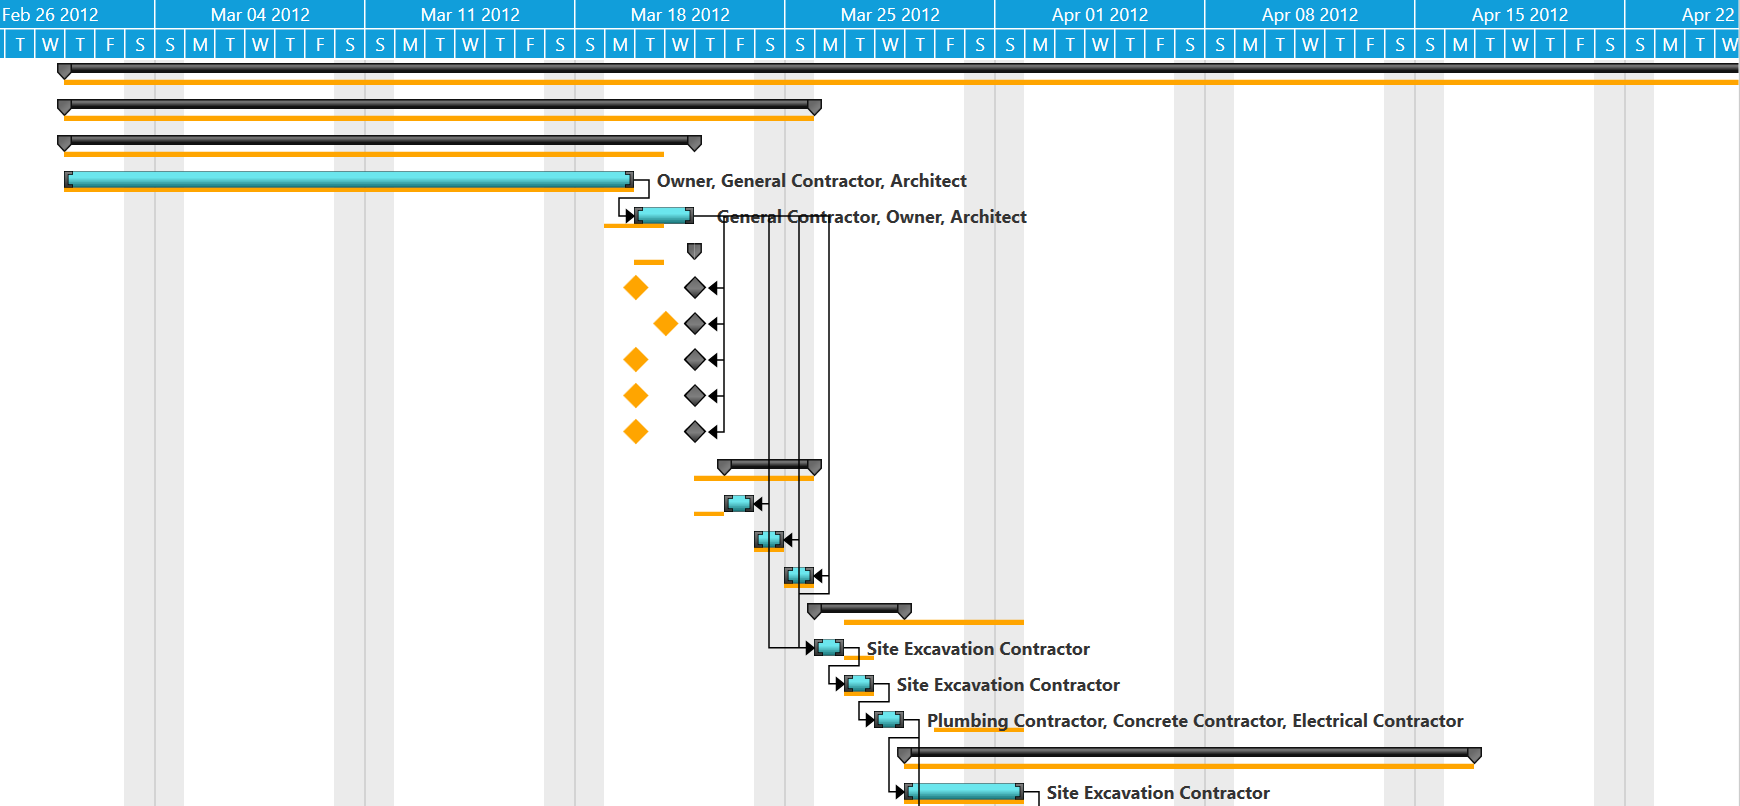 Feb 26 2012 Mar 04 2012 Mar 11 2012 Mar 18 2012 Mar 25 2012 Apr 01 2012 Apr 08 2012 Apr 15 2012 Apr 22
T W T F S S M T W T F S S M T W T F S S M T W T F S S M T W T F S S M T W T F S S M T W T F S S M T W T F S S M T W
Owner, General Contractor, Architect
General Contractor, Owner, Architect
Site Excavation Contractor
Site Excavation Contractor
Plumbing Contractor, Concrete Contractor, Electrical Contractor
Site Excavation Contractor